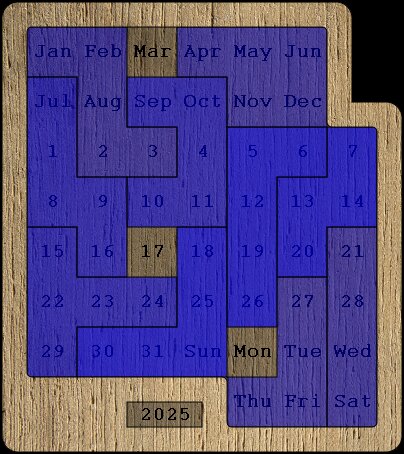 Jan Feb Mar Apr May Jun
Jul Aug Sep Oct Nov Dec
1 2 3 4 5 6 7
8 9 10 11 12 13 14
15 16 17 18 19 20 21
22 23 24 25 26 27 28
29 30 31 Sun Mon Tue Wed
Thu Fri Sat
2025